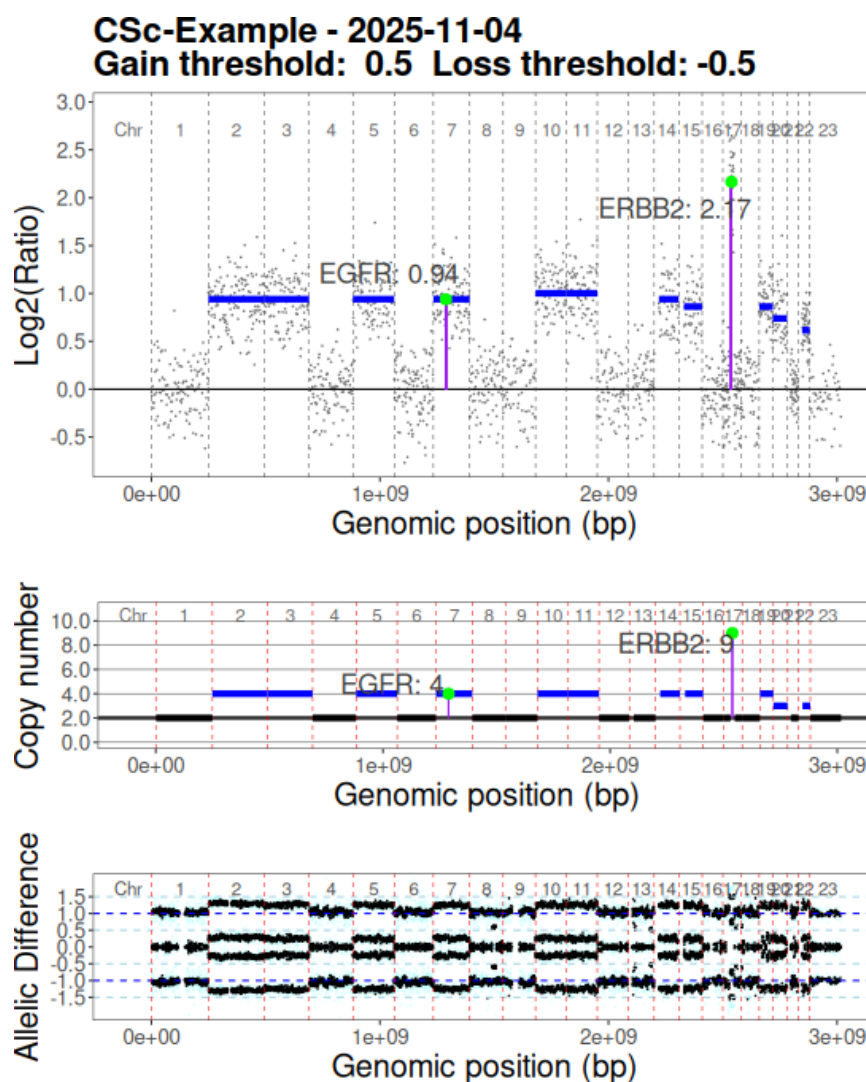 CSc-Example - 2025-11-04
Gain threshold:  0.5  Loss threshold: -0.5
Log2(Ratio)
3.0
2.5
2.0
1.5
1.0
0.5
0.0
-0.5
Chr 1 2 3 4 5 6 7 8 9 10 11 12 13 14 15 16 17 18 19 20 21 22 23
ERBB2: 2.17
EGFR: 0.94
0e+00 1e+09 2e+09 3e+09
Genomic position (bp)
Copy number
10.0
8.0
6.0
4.0
2.0
0.0
Chr 1 2 3 4 5 6 7 8 9 10 11 12 13 14 15 16 17 18 19 20 21 22 23
ERBB2: 9
EGFR: 4
0e+00 1e+09 2e+09 3e+09
Genomic position (bp)
Allelic Difference
1.5
1.0
0.5
0.0
-0.5
-1.0
-1.5
Chr 1 2 3 4 5 6 7 8 9 10 11 12 13 14 15 16 17 18 19 20 21 22 23
0e+00 1e+09 2e+09 3e+09
Genomic position (bp)